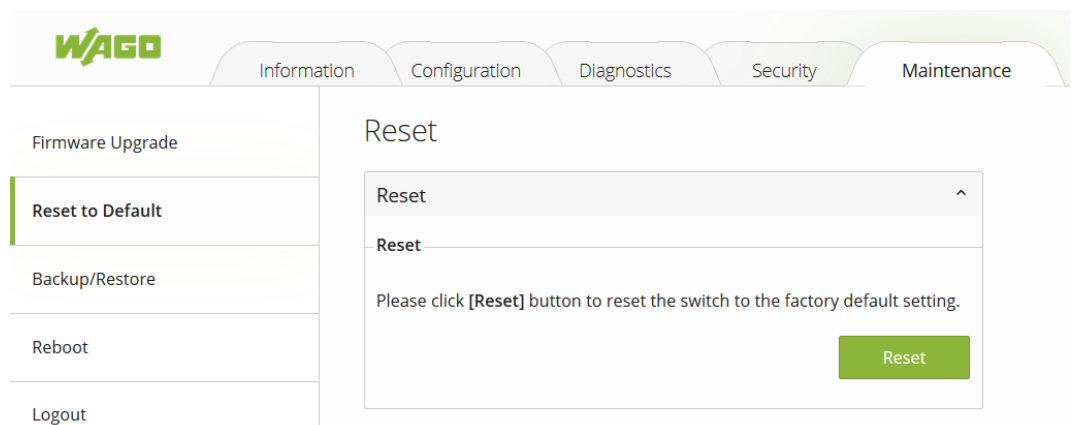 WAGO
Information Configuration Diagnostics Security Maintenance
Firmware Upgrade
Reset to Default
Backup/Restore
Reboot
Logout
Reset
Reset
Reset
Please click [Reset] button to reset the switch to the factory default setting.
Reset